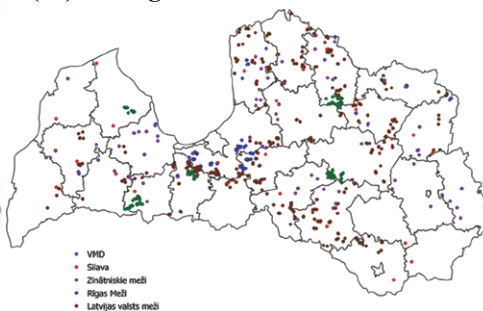 VMD
Silava
Zinātniskie meži
Rīgas Meži
Latvijas valsts meži